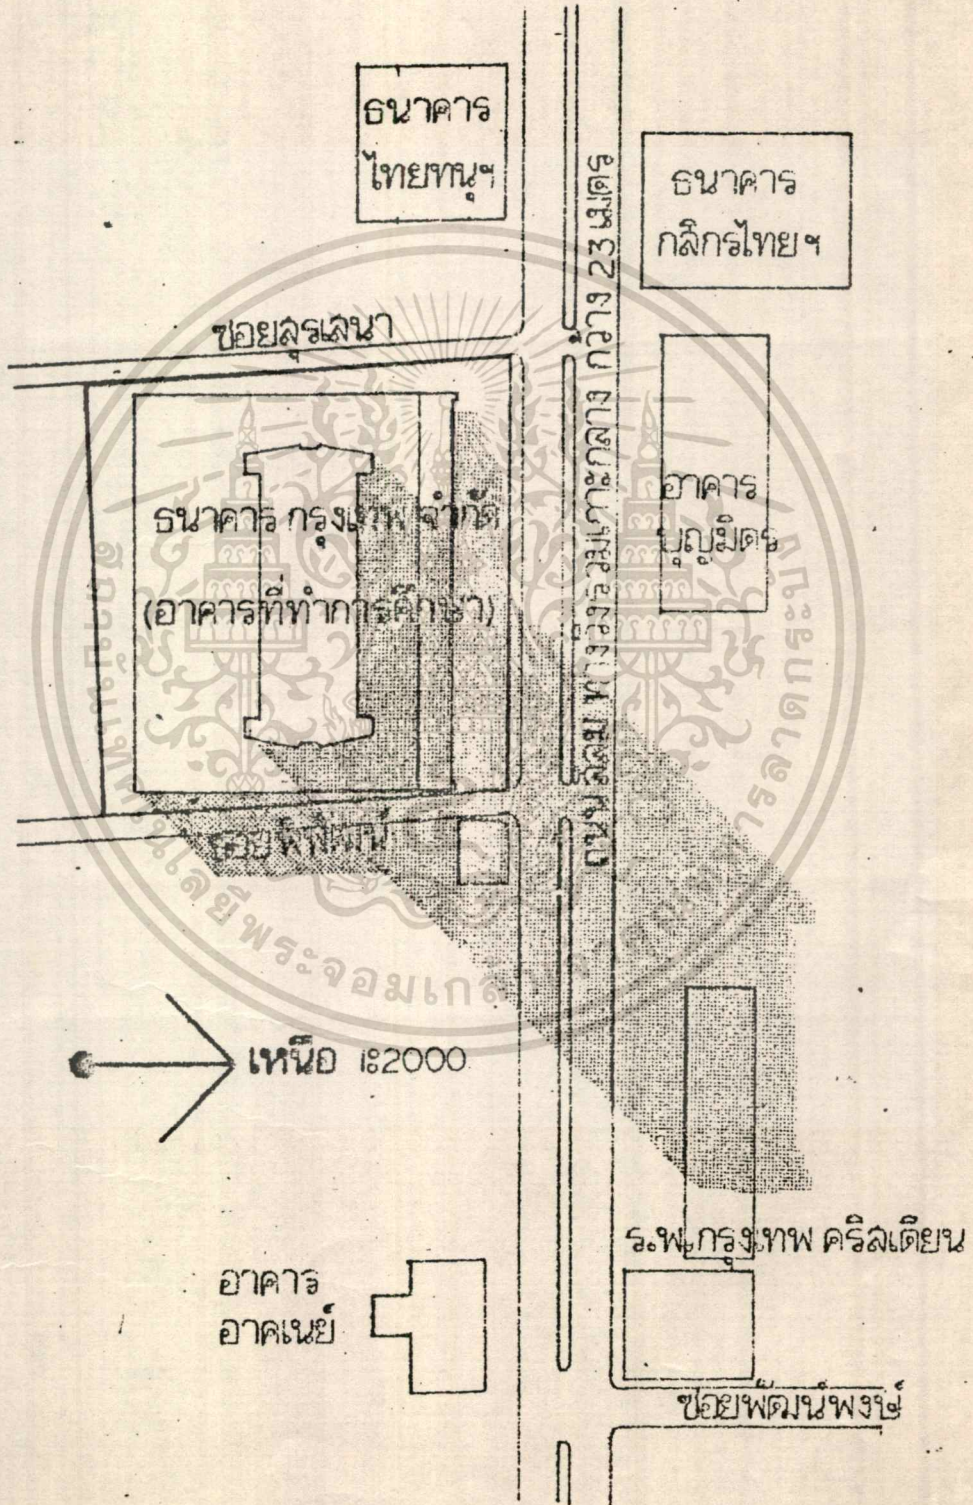 ธนาคาร
ไทยทนุฯ
ธนาคาร
กสิกรไทยฯ
ซอยสุรเสนา
ถนน สีลม ทางวิ่งรวมเกาะกลาง กว้าง 23 เมตร
อาคาร
บุญมิตร
ธนาคาร กรุงเทพ จำกัด
(อาคารที่ทำการศึกษา)
ซอย พิพัฒน์
เหนือ 1:2000
ร.พ.กรุงเทพ คริสเตียน
อาคาร
อาคเนย์
ซอยพัฒน์พงษ์